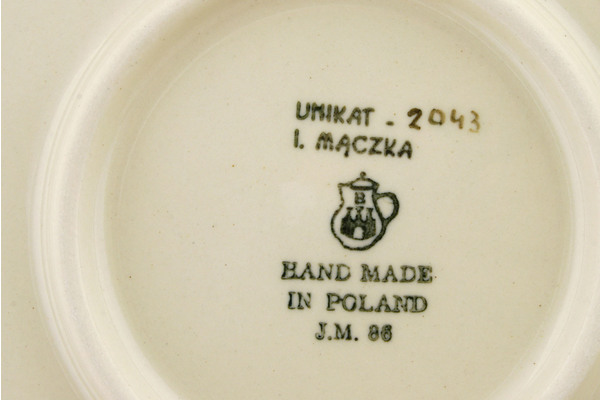 UNIKAT - 2043
I. MĄCZKA
B
HAND MADE
IN POLAND
J.M. 86